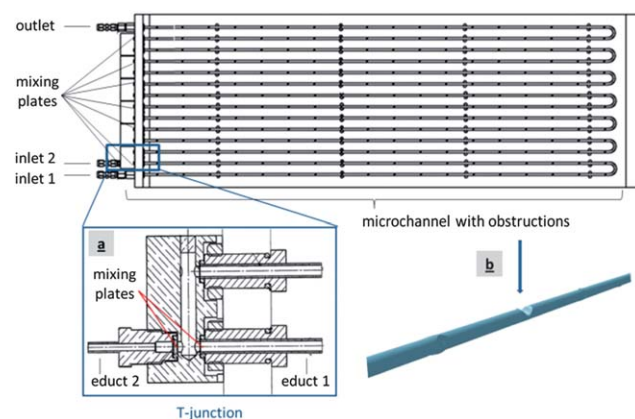 outlet
mixing
plates
inlet 2
inlet 1
microchannel with obstructions
a
mixing
plates
educt 2
educt 1
T-junction
b